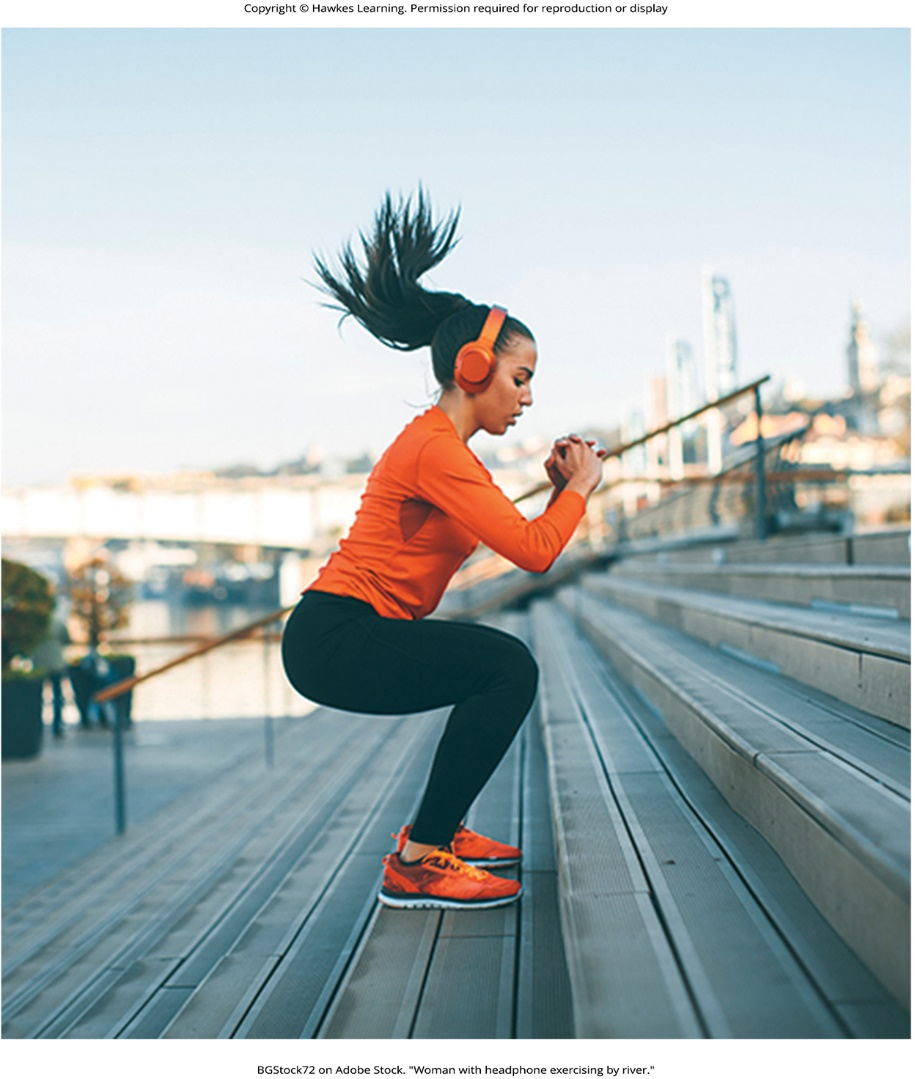 Copyright © Hawkes Learning. Permission required for reproduction or display
BGStock72 on Adobe Stock. "Woman with headphone exercising by river."